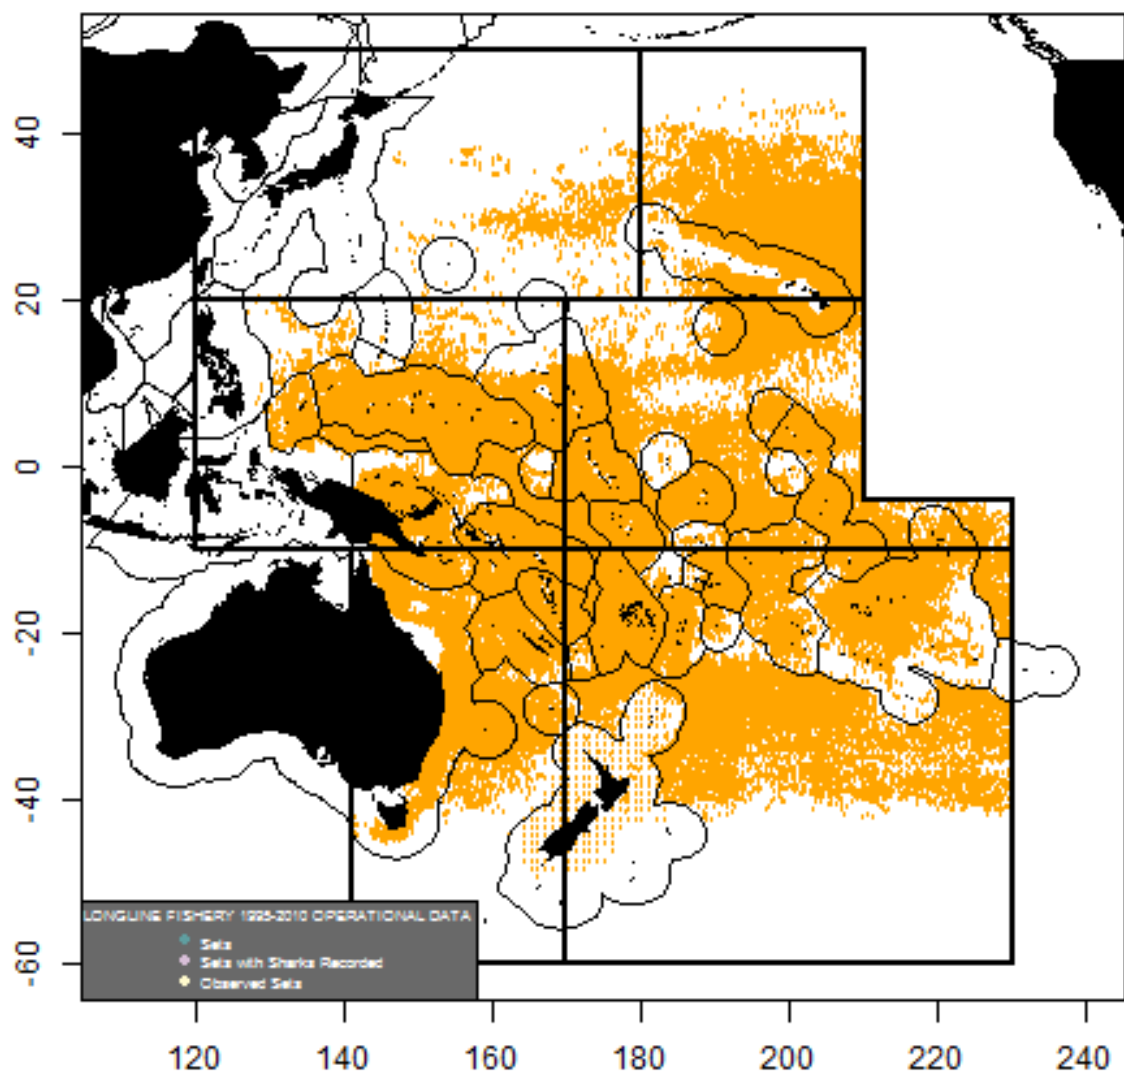 40
20
0
-20
-40
-60
LONGLINE FISHERY 1995-2010 OPERATIONAL DATA
Sets
Sets with Sharks Recorded
Observed Sets
120 140 160 180 200 220 240